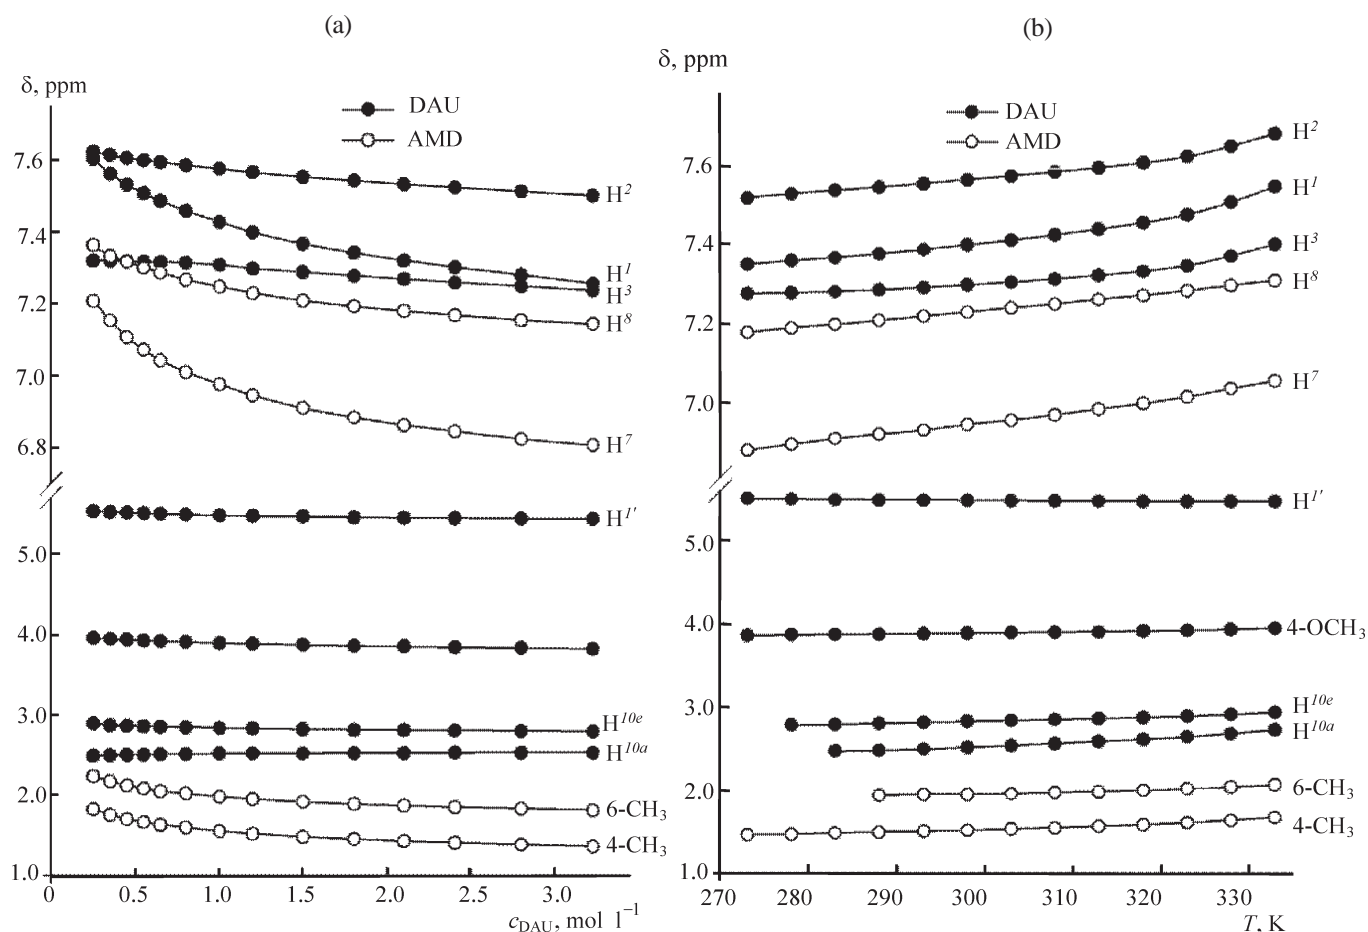 (a)
δ, ppm
DAU
AMD
7.6
7.4
7.2
7.0
6.8
5.0
4.0
3.0
2.0
1.0
H²
H¹
H³
H⁸
H⁷
H¹'
H¹⁰ᵉ
H¹⁰ᵃ
6-CH₃
4-CH₃
0 0.5 1.0 1.5 2.0 2.5 3.0
c_DAU, mol l⁻¹
(b)
δ, ppm
DAU
AMD
7.6
7.4
7.2
7.0
5.0
4.0
3.0
2.0
1.0
H²
H¹
H³
H⁸
H⁷
H¹'
4-OCH₃
H¹⁰ᵉ
H¹⁰ᵃ
6-CH₃
4-CH₃
270 280 290 300 310 320 330
T, K